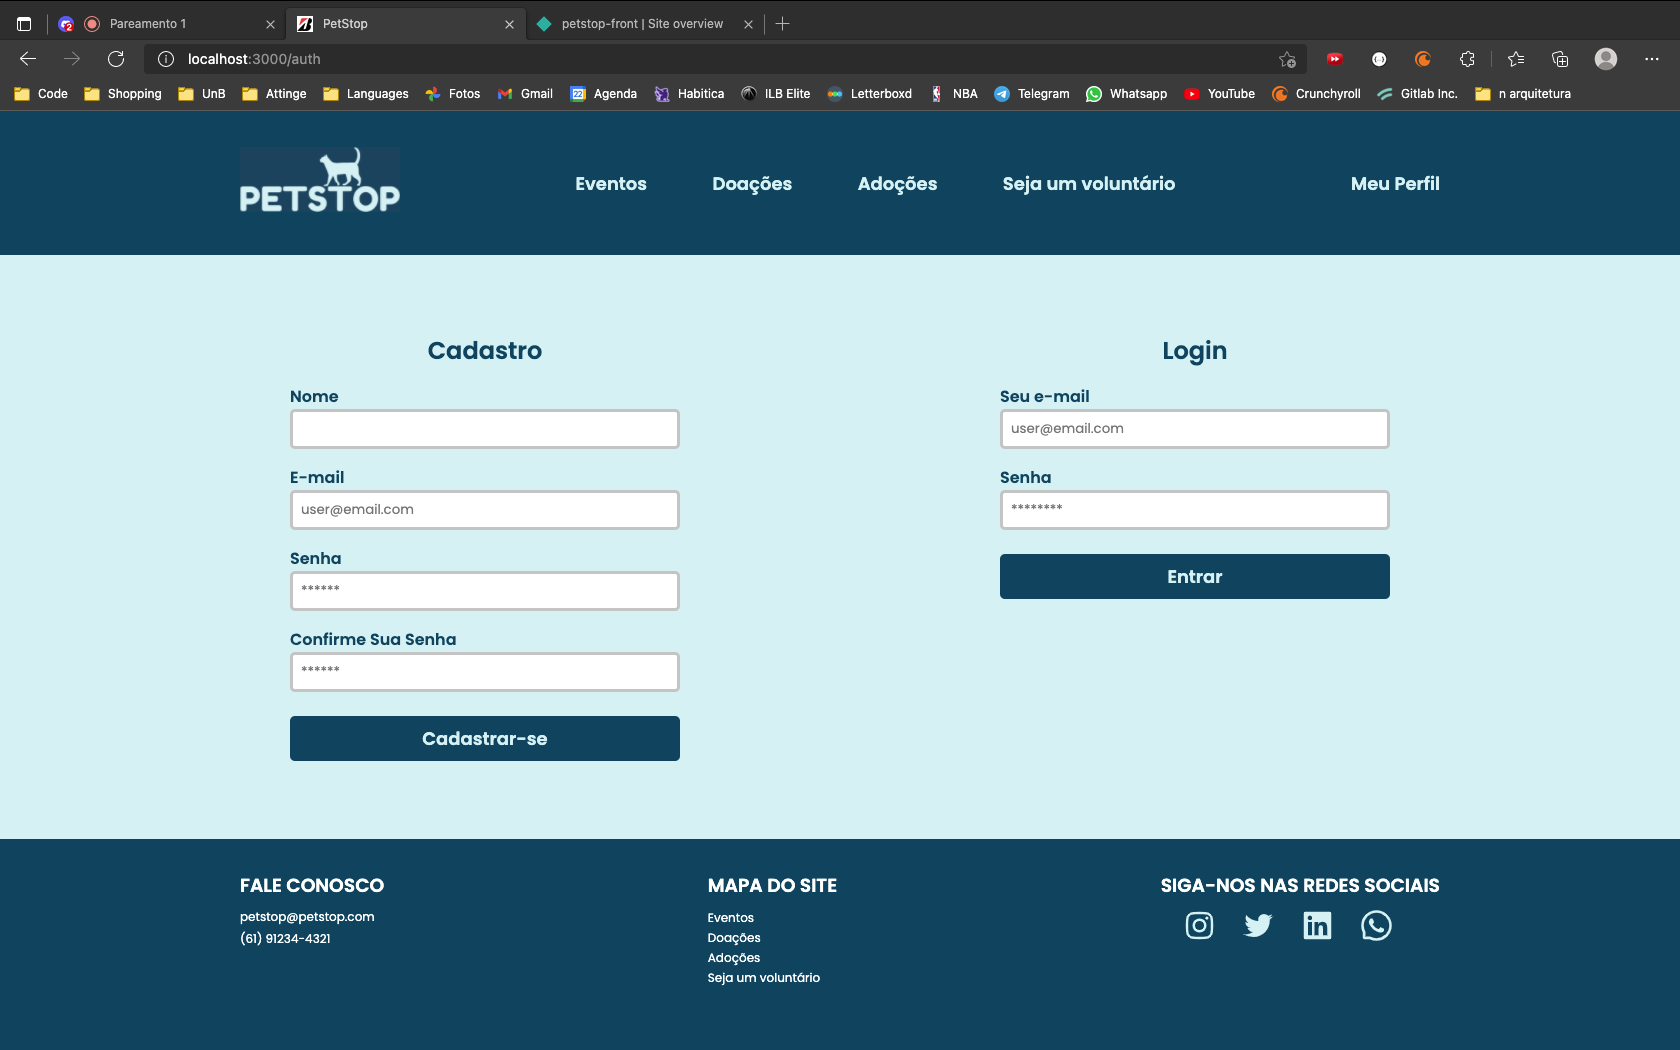 Pareamento 1
PetStop
petstop-front | Site overview
localhost:3000/auth
Code Shopping UnB Attinge Languages Fotos Gmail 22 Agenda Habitica ILB Elite Letterboxd NBA Telegram Whatsapp YouTube Crunchyroll Gitlab Inc. n arquitetura
PETSTOP
Eventos Doações Adoções Seja um voluntário Meu Perfil
Cadastro
Nome
E-mail
user@email.com
Senha
******
Confirme Sua Senha
******
Cadastrar-se
Login
Seu e-mail
user@email.com
Senha
********
Entrar
FALE CONOSCO
petstop@petstop.com
(61) 91234-4321
MAPA DO SITE
Eventos
Doações
Adoções
Seja um voluntário
SIGA-NOS NAS REDES SOCIAIS